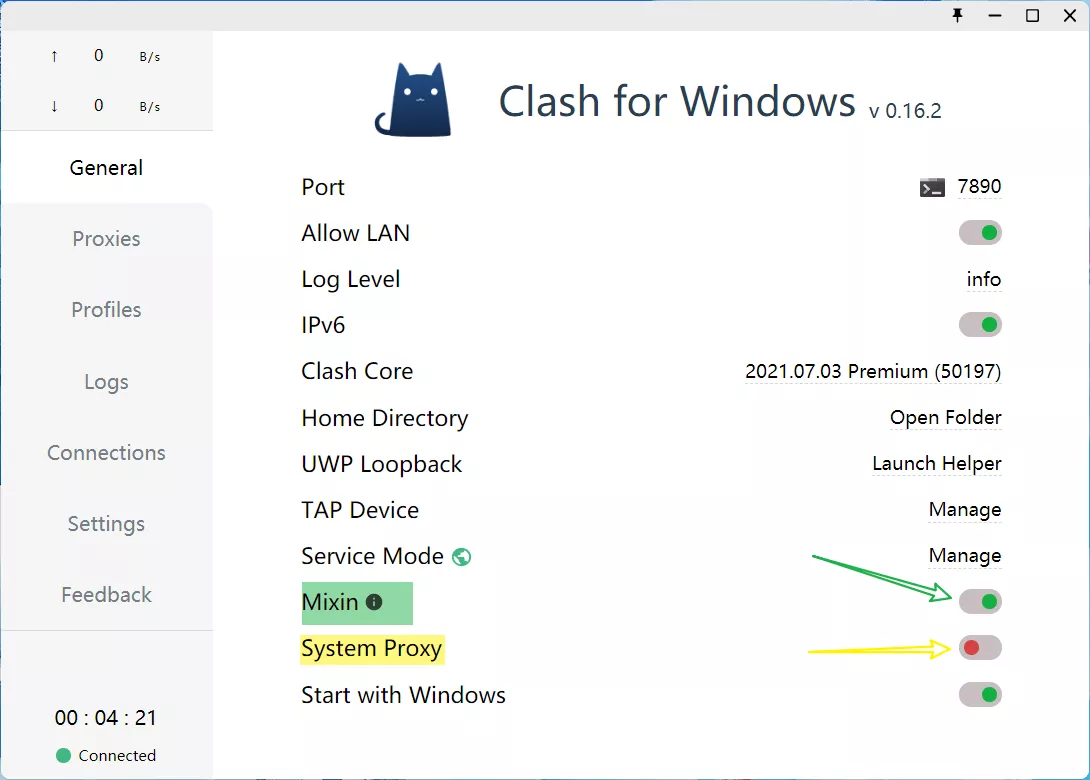 ↑ 0 B/s
↓ 0 B/s
General
Proxies
Profiles
Logs
Connections
Settings
Feedback
00 : 04 : 21
Connected
Clash for Windows v 0.16.2
Port 7890
Allow LAN
Log Level info
IPv6
Clash Core 2021.07.03 Premium (50197)
Home Directory Open Folder
UWP Loopback Launch Helper
TAP Device Manage
Service Mode Manage
Mixin
System Proxy
Start with Windows